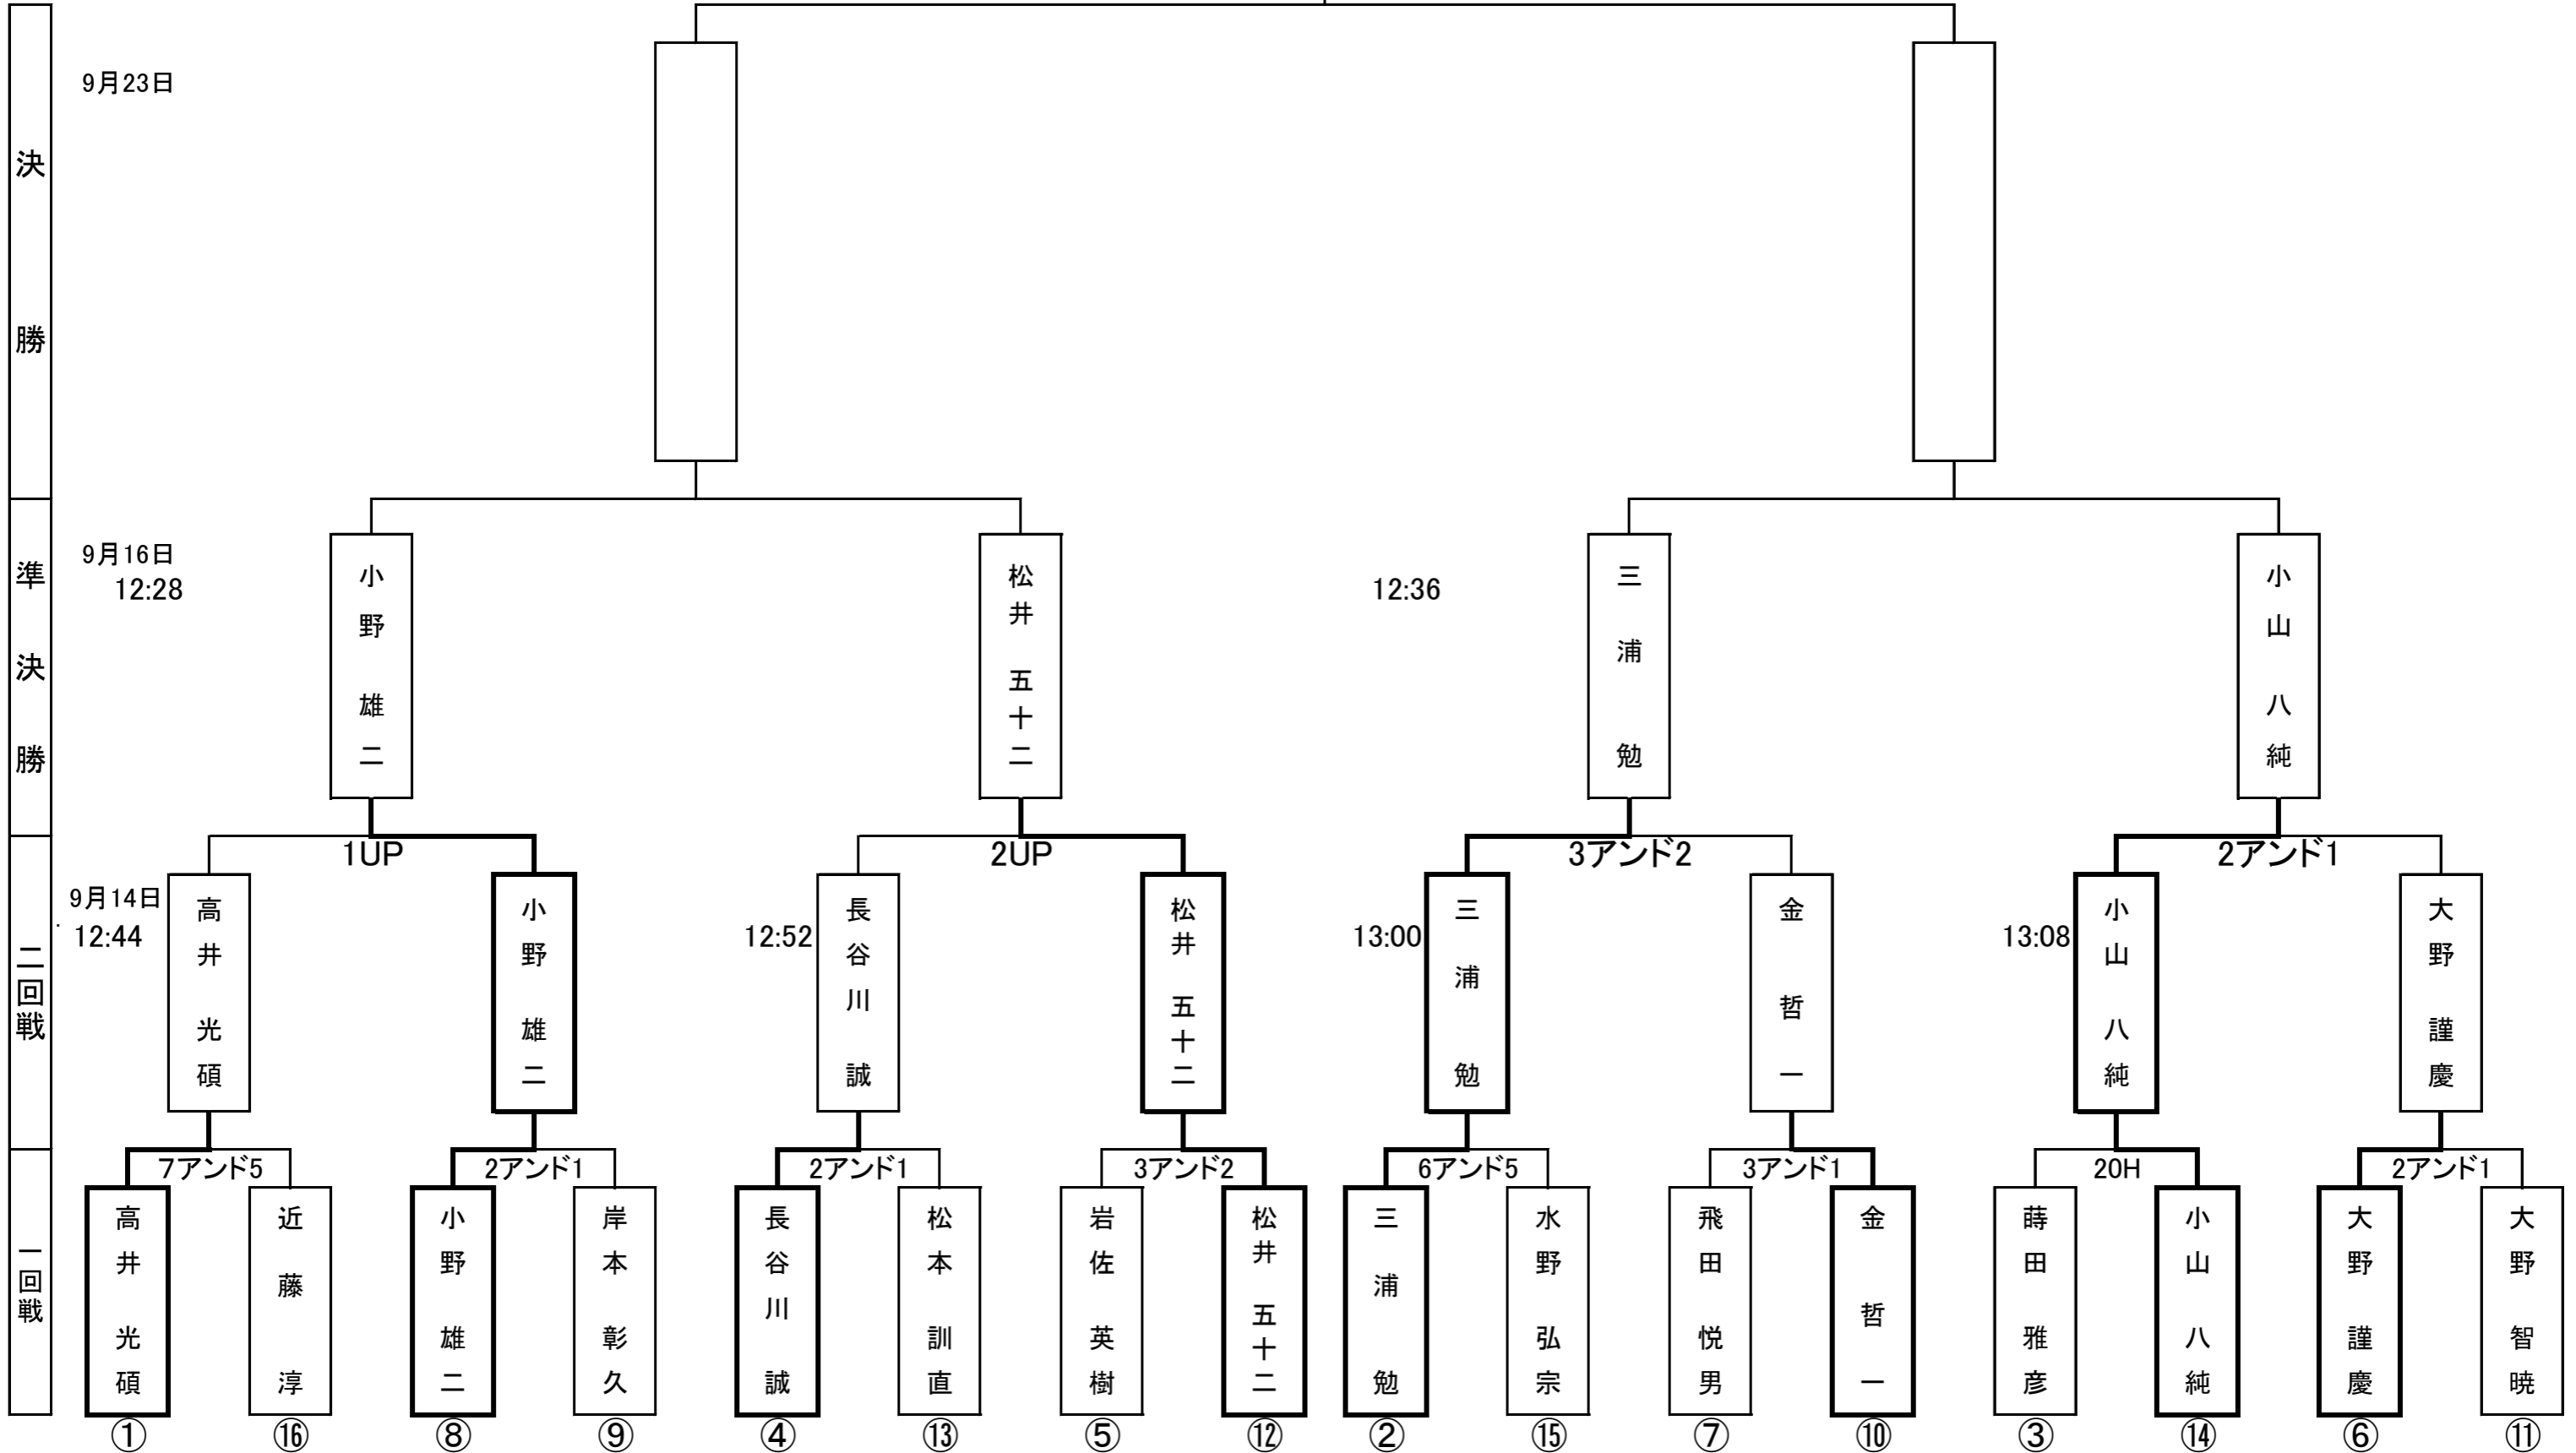 決勝
9月23日
準決勝
9月16日
12:28
小野 雄二
松井 五十二
12:36
三浦 勉
小山 八純
二回戦
1UP
2UP
3アンド2
2アンド1
9月14日
12:44
高井 光碩
小野 雄二
12:52
長谷川 誠
松井 五十二
13:00
三浦 勉
金 哲一
13:08
小山 八純
大野 謹慶
一回戦
7アンド5
2アンド1
2アンド1
3アンド2
6アンド5
3アンド1
20H
2アンド1
高井 光碩
近藤 淳
小野 雄二
岸本 彰久
長谷川 誠
松本 訓直
岩佐 英樹
松井 五十二
三浦 勉
水野 弘宗
飛田 悦男
金 哲一
蒔田 雅彦
小山 八純
大野 謹慶
大野 智暁
① ⑯ ⑧ ⑨ ④ ⑬ ⑤ ⑫ ② ⑮ ⑦ ⑩ ③ ⑭ ⑥ ⑪